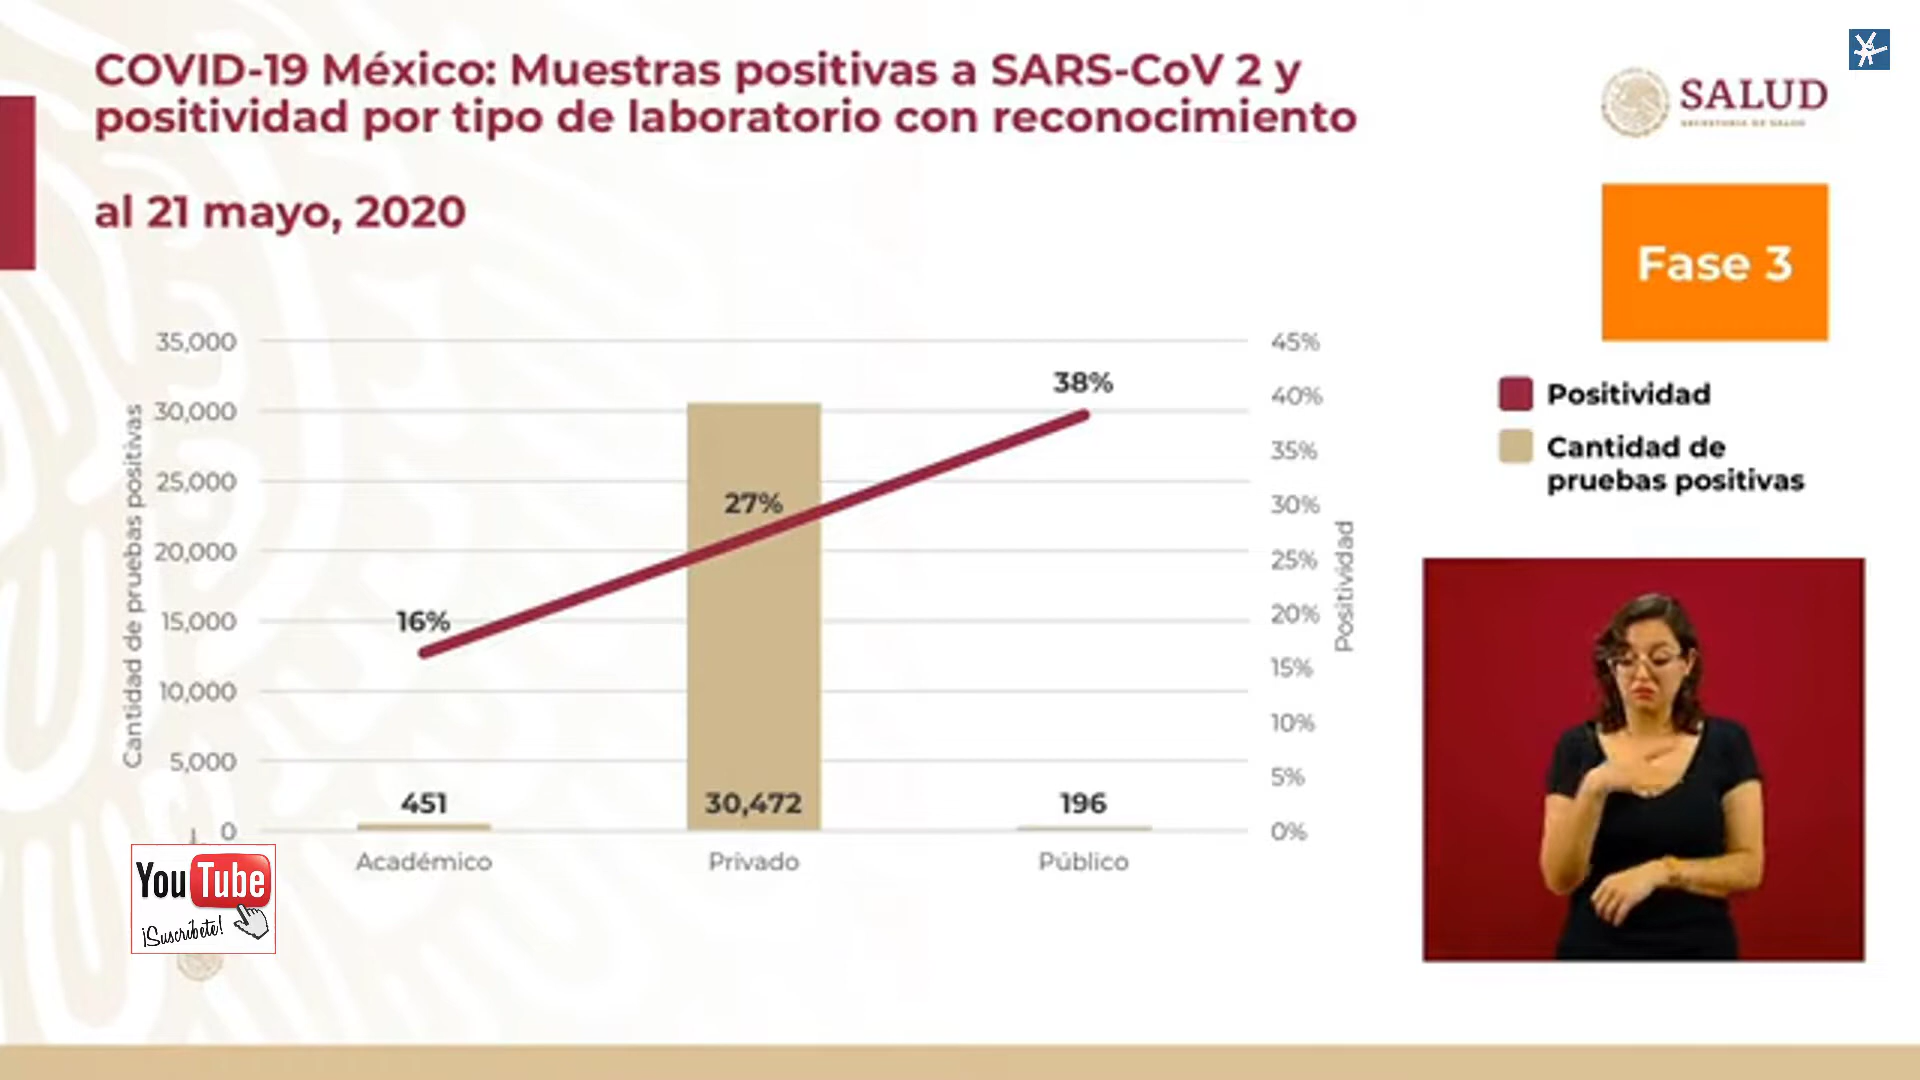 COVID-19 México: Muestras positivas a SARS-CoV 2 y
positividad por tipo de laboratorio con reconocimiento
al 21 mayo, 2020
SALUD
SECRETARÍA DE SALUD
Fase 3
Positividad
Cantidad de
pruebas positivas
Cantidad de pruebas positivas
35,000
30,000
25,000
20,000
15,000
10,000
5,000
0
16%
27%
38%
451
30,472
196
Académico
Privado
Público
45%
40%
35%
30%
25%
20%
15%
10%
5%
0%
Positividad
YouTube
¡Suscríbete!